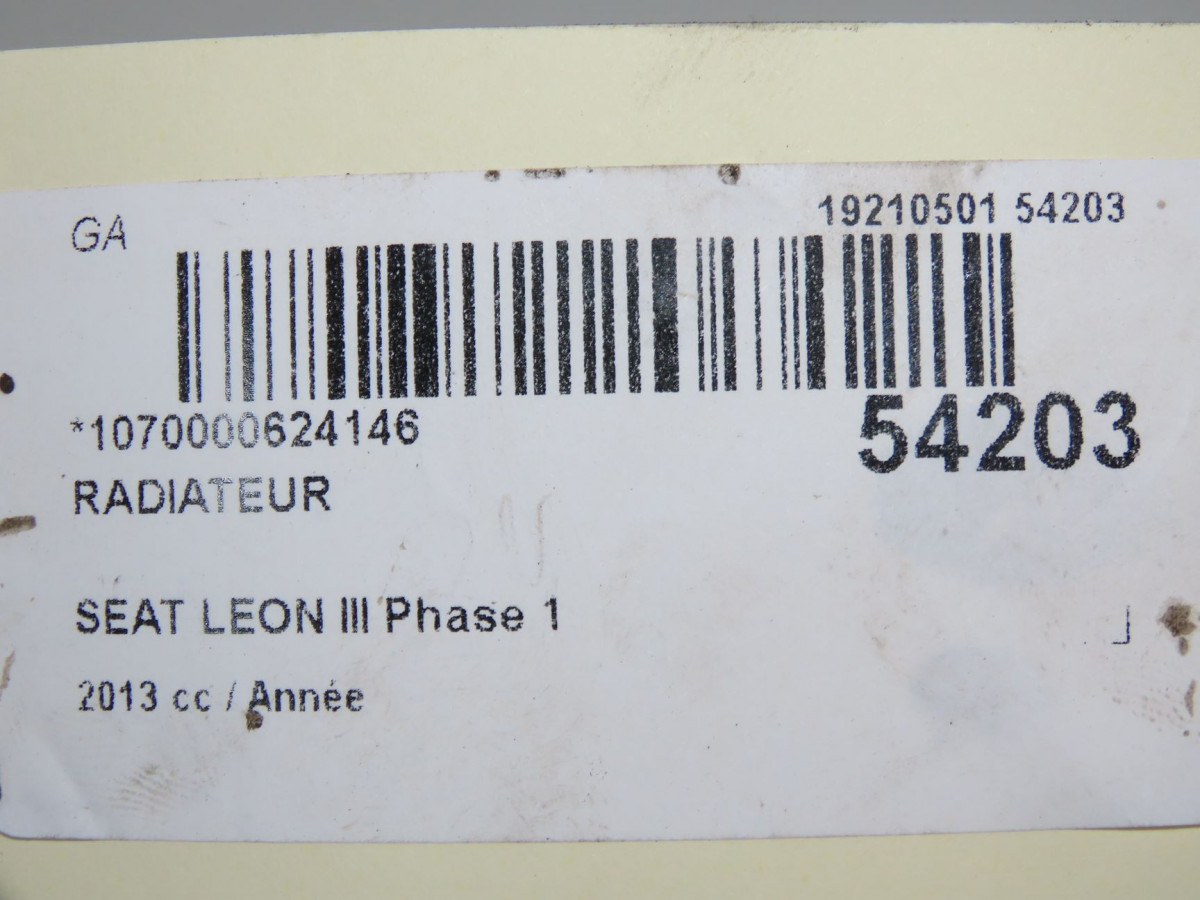 GA
19210501 54203
*1070000624146
54203
RADIATEUR
SEAT LEON III Phase 1
2013 cc / Année